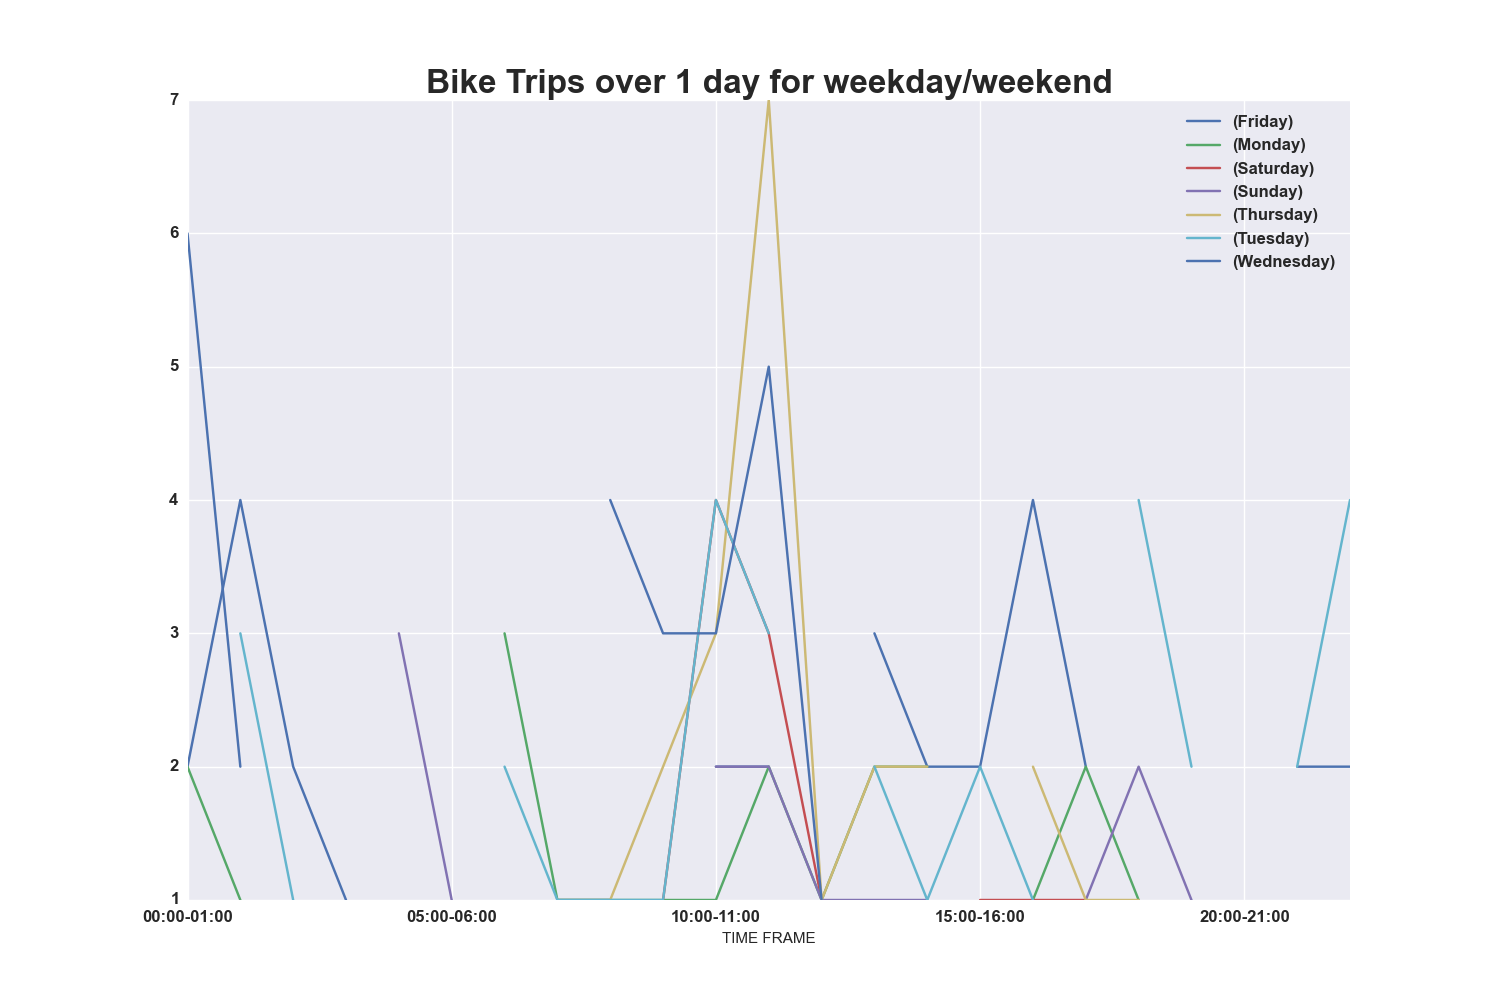 Bike Trips over 1 day for weekday/weekend
7
6
5
4
3
2
1
(Friday)
(Monday)
(Saturday)
(Sunday)
(Thursday)
(Tuesday)
(Wednesday)
00:00-01:00 05:00-06:00 10:00-11:00 15:00-16:00 20:00-21:00
TIME FRAME